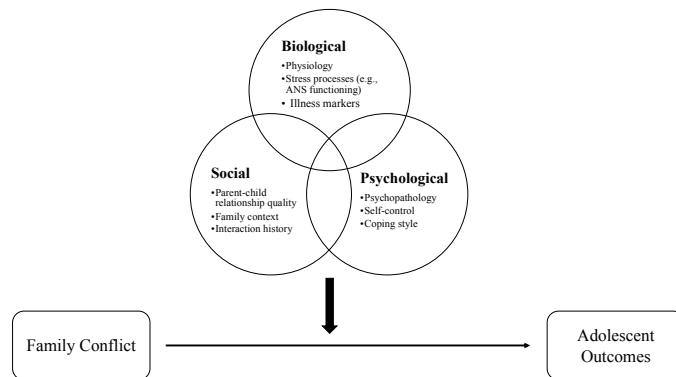 Biological
•Physiology
•Stress processes (e.g.,
ANS functioning)
• Illness markers
Social
•Parent-child
relationship quality
•Family context
•Interaction history
Psychological
•Psychopathology
•Self-control
•Coping style
Family Conflict
Adolescent
Outcomes